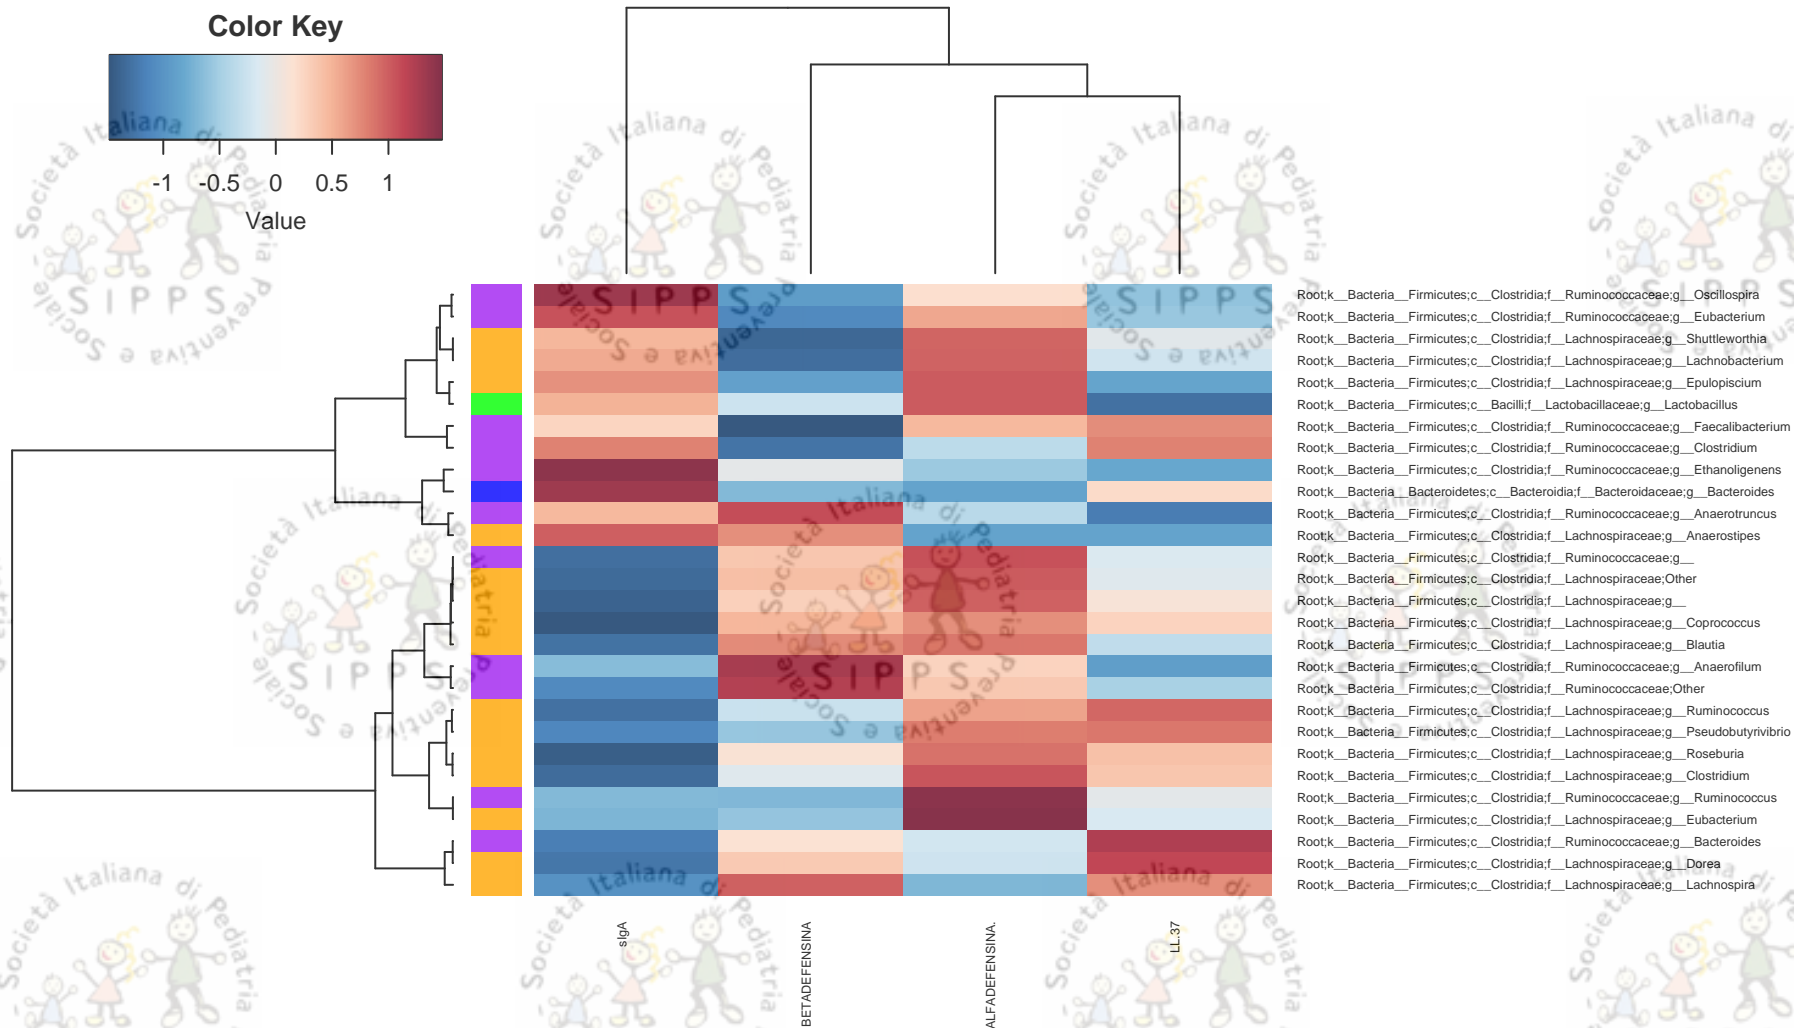 Color Key
-1 -0.5 0 0.5 1
Value
Root;k__Bacteria__Firmicutes;c__Clostridia;f__Ruminococcaceae;g__Oscillospira
Root;k__Bacteria__Firmicutes;c__Clostridia;f__Ruminococcaceae;g__Eubacterium
Root;k__Bacteria__Firmicutes;c__Clostridia;f__Lachnospiraceae;g__Shuttleworthia
Root;k__Bacteria__Firmicutes;c__Clostridia;f__Lachnospiraceae;g__Lachnobacterium
Root;k__Bacteria__Firmicutes;c__Clostridia;f__Lachnospiraceae;g__Epulopiscium
Root;k__Bacteria__Firmicutes;c__Bacilli;f__Lactobacillaceae;g__Lactobacillus
Root;k__Bacteria__Firmicutes;c__Clostridia;f__Ruminococcaceae;g__Faecalibacterium
Root;k__Bacteria__Firmicutes;c__Clostridia;f__Ruminococcaceae;g__Clostridium
Root;k__Bacteria__Firmicutes;c__Clostridia;f__Ruminococcaceae;g__Ethanoligenens
Root;k__Bacteria__Bacteroidetes;c__Bacteroidia;f__Bacteroidaceae;g__Bacteroides
Root;k__Bacteria__Firmicutes;c__Clostridia;f__Ruminococcaceae;g__Anaerotruncus
Root;k__Bacteria__Firmicutes;c__Clostridia;f__Lachnospiraceae;g__Anaerostipes
Root;k__Bacteria__Firmicutes;c__Clostridia;f__Ruminococcaceae;g__
Root;k__Bacteria__Firmicutes;c__Clostridia;f__Lachnospiraceae;Other
Root;k__Bacteria__Firmicutes;c__Clostridia;f__Lachnospiraceae;g__
Root;k__Bacteria__Firmicutes;c__Clostridia;f__Lachnospiraceae;g__Coprococcus
Root;k__Bacteria__Firmicutes;c__Clostridia;f__Lachnospiraceae;g__Blautia
Root;k__Bacteria__Firmicutes;c__Clostridia;f__Ruminococcaceae;g__Anaerofilum
Root;k__Bacteria__Firmicutes;c__Clostridia;f__Ruminococcaceae;Other
Root;k__Bacteria__Firmicutes;c__Clostridia;f__Lachnospiraceae;g__Ruminococcus
Root;k__Bacteria__Firmicutes;c__Clostridia;f__Lachnospiraceae;g__Pseudobutyrivibrio
Root;k__Bacteria__Firmicutes;c__Clostridia;f__Lachnospiraceae;g__Roseburia
Root;k__Bacteria__Firmicutes;c__Clostridia;f__Lachnospiraceae;g__Clostridium
Root;k__Bacteria__Firmicutes;c__Clostridia;f__Ruminococcaceae;g__Ruminococcus
Root;k__Bacteria__Firmicutes;c__Clostridia;f__Lachnospiraceae;g__Eubacterium
Root;k__Bacteria__Firmicutes;c__Clostridia;f__Ruminococcaceae;g__Bacteroides
Root;k__Bacteria__Firmicutes;c__Clostridia;f__Lachnospiraceae;g__Dorea
Root;k__Bacteria__Firmicutes;c__Clostridia;f__Lachnospiraceae;g__Lachnospira
sIgA
BETADEFENSINA
ALFADEFENSINA.
LL.37
Società Italiana di Pediatria Preventiva e Sociale -
SIPPS